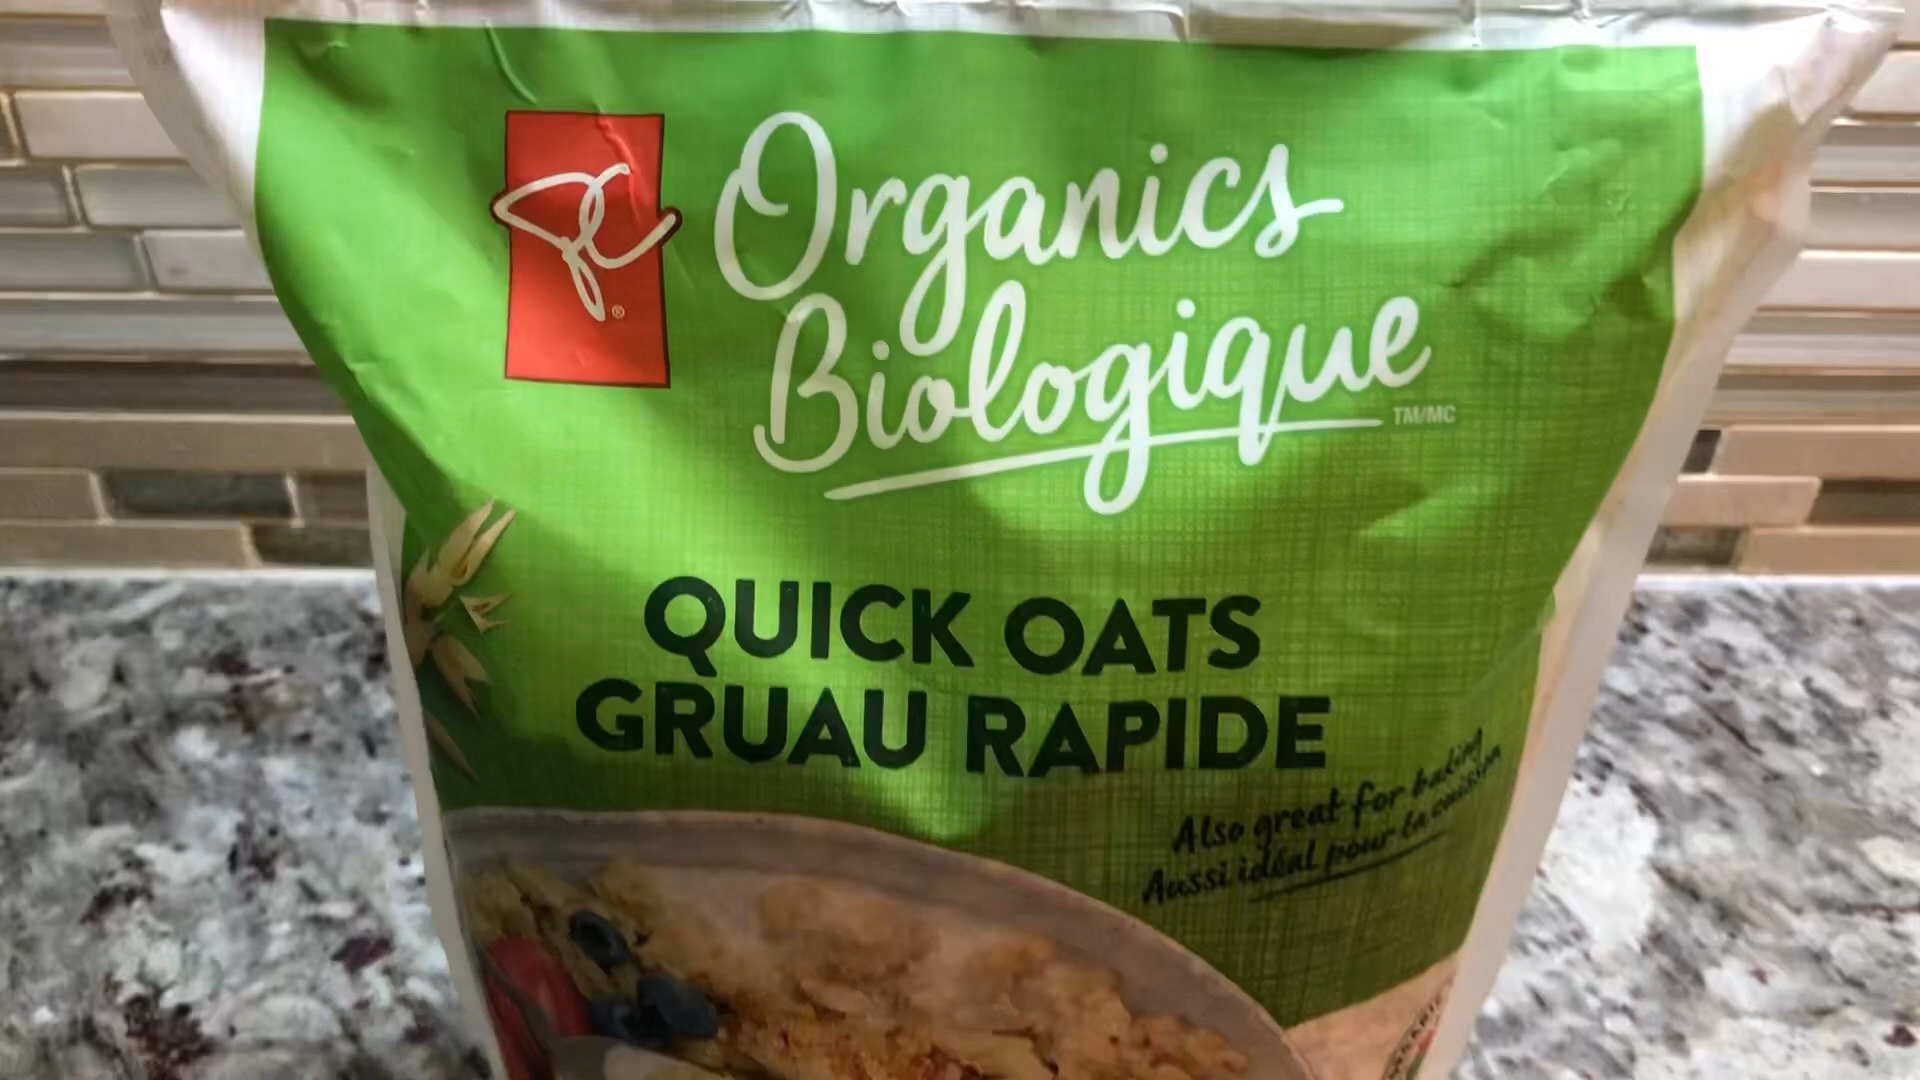 PC®
Organics
Biologique
TM/MC
QUICK OATS
GRUAU RAPIDE
Also great for baking
Aussi idéal pour la cuisson